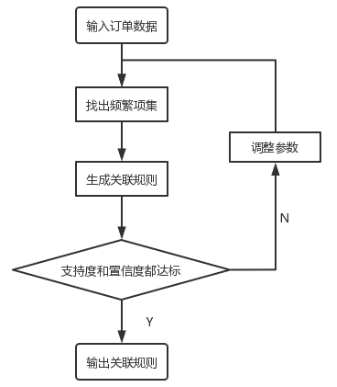 输入订单数据
找出频繁项集
调整参数
生成关联规则
N
支持度和置信度都达标
Y
输出关联规则